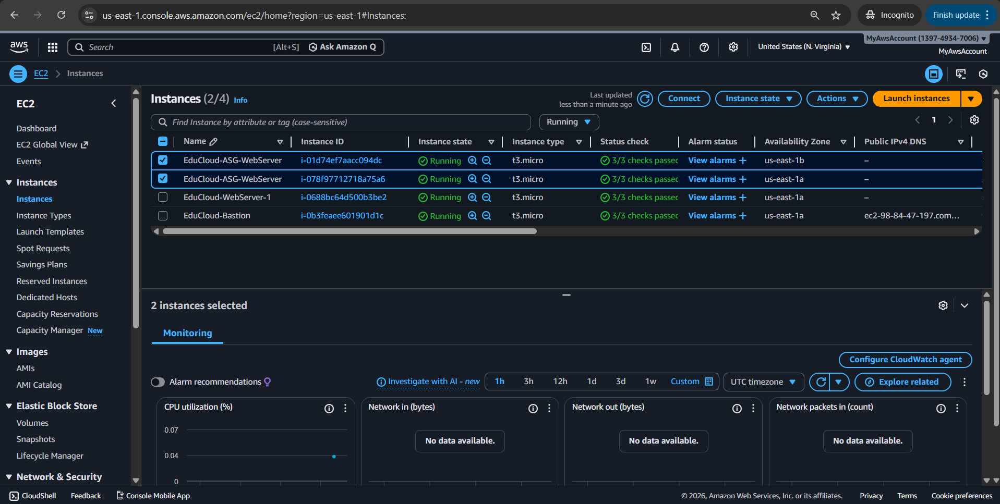 us-east-1.console.aws.amazon.com/ec2/home?region=us-east-1#Instances:
Incognito
Finish update
aws
Search
[Alt+S]
Ask Amazon Q
United States (N. Virginia)
MyAwsAccount (1397-4934-7006)
MyAwsAccount
EC2
Instances
EC2
Dashboard
EC2 Global View
Events
Instances
Instances
Instance Types
Launch Templates
Spot Requests
Savings Plans
Reserved Instances
Dedicated Hosts
Capacity Reservations
Capacity Manager New
Images
AMIs
AMI Catalog
Elastic Block Store
Volumes
Snapshots
Lifecycle Manager
Network & Security
Instances (2/4) Info
Last updated
less than a minute ago
Connect
Instance state
Actions
Launch instances
Find Instance by attribute or tag (case-sensitive)
Running
1
Name Instance ID Instance state Instance type Status check Alarm status Availability Zone Public IPv4 DNS
EduCloud-ASG-WebServer i-01d74ef7aacc094dc Running t3.micro 3/3 checks passec View alarms + us-east-1b –
EduCloud-ASG-WebServer i-078f97712718a75a6 Running t3.micro 3/3 checks passec View alarms + us-east-1a –
EduCloud-WebServer-1 i-0688bc64d500b3be2 Running t3.micro 3/3 checks passec View alarms + us-east-1a –
EduCloud-Bastion i-0b3feaee601901d1c Running t3.micro 3/3 checks passec View alarms + us-east-1a ec2-98-84-47-197.com...
2 instances selected
Monitoring
Configure CloudWatch agent
Alarm recommendations
Investigate with AI - new
1h 3h 12h 1d 3d 1w Custom
UTC timezone
Explore related
CPU utilization (%)
0.07
0.04
0
Network in (bytes)
No data available.
Network out (bytes)
No data available.
Network packets in (count)
No data available.
CloudShell Feedback Console Mobile App
© 2026, Amazon Web Services, Inc. or its affiliates. Privacy Terms Cookie preferences